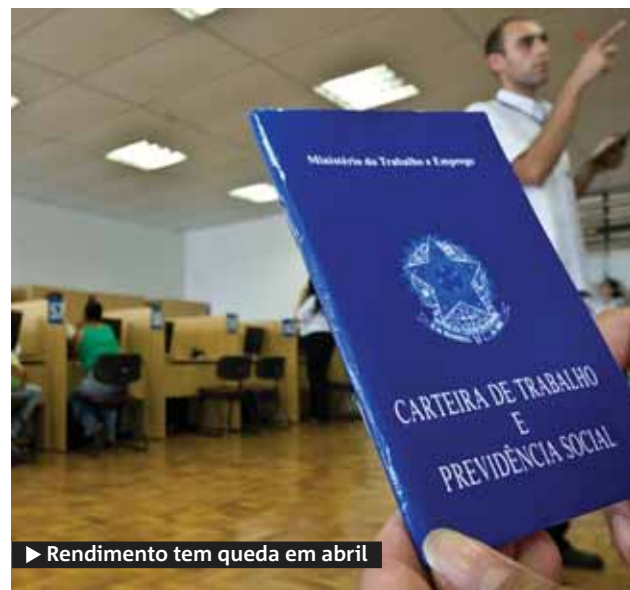 Ministério do Trabalho e Emprego
CARTEIRA DE TRABALHO
E
PREVIDÊNCIA SOCIAL
▶ Rendimento tem queda em abril